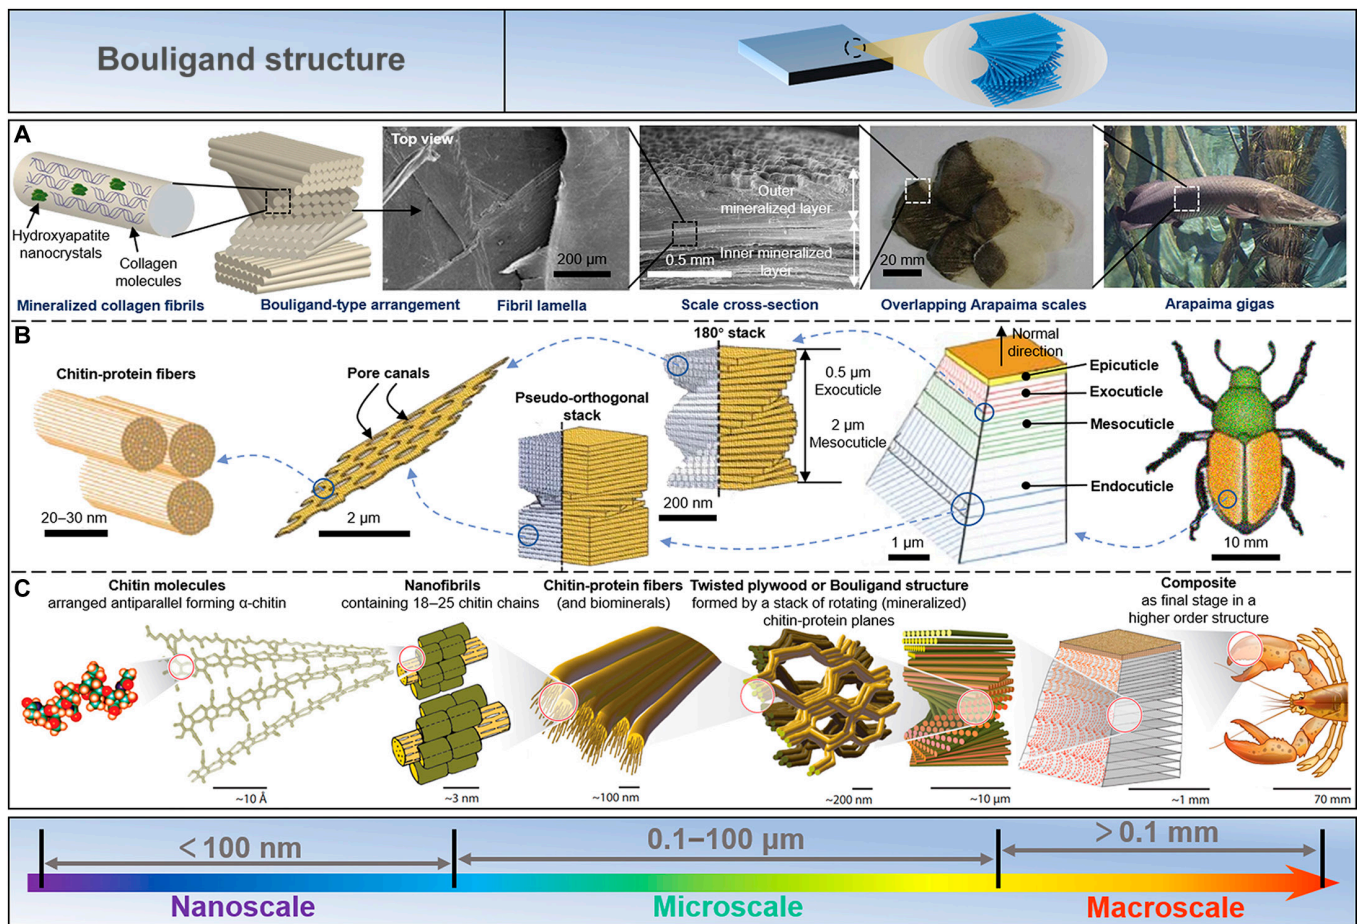 Bouligand structure
A
Top view
Hydroxyapatite
nanocrystals
Collagen
molecules
200 µm
Outer
mineralized layer
0.5 mm
Inner mineralized
layer
20 mm
Mineralized collagen fibrils
Bouligand-type arrangement
Fibril lamella
Scale cross-section
Overlapping Arapaima scales
Arapaima gigas
B
Chitin-protein fibers
20–30 nm
Pore canals
2 µm
Pseudo-orthogonal
stack
180° stack
0.5 µm
Exocuticle
2 µm
Mesocuticle
200 nm
Normal
direction
Epicuticle
Exocuticle
Mesocuticle
Endocuticle
1 µm
10 mm
C
Chitin molecules
arranged antiparallel forming α-chitin
~10 Å
Nanofibrils
containing 18–25 chitin chains
~3 nm
Chitin-protein fibers
(and biominerals)
~100 nm
Twisted plywood or Bouligand structure
formed by a stack of rotating (mineralized)
chitin-protein planes
~200 nm
~10 µm
Composite
as final stage in a
higher order structure
~1 mm
70 mm
< 100 nm
0.1–100 µm
> 0.1 mm
Nanoscale
Microscale
Macroscale